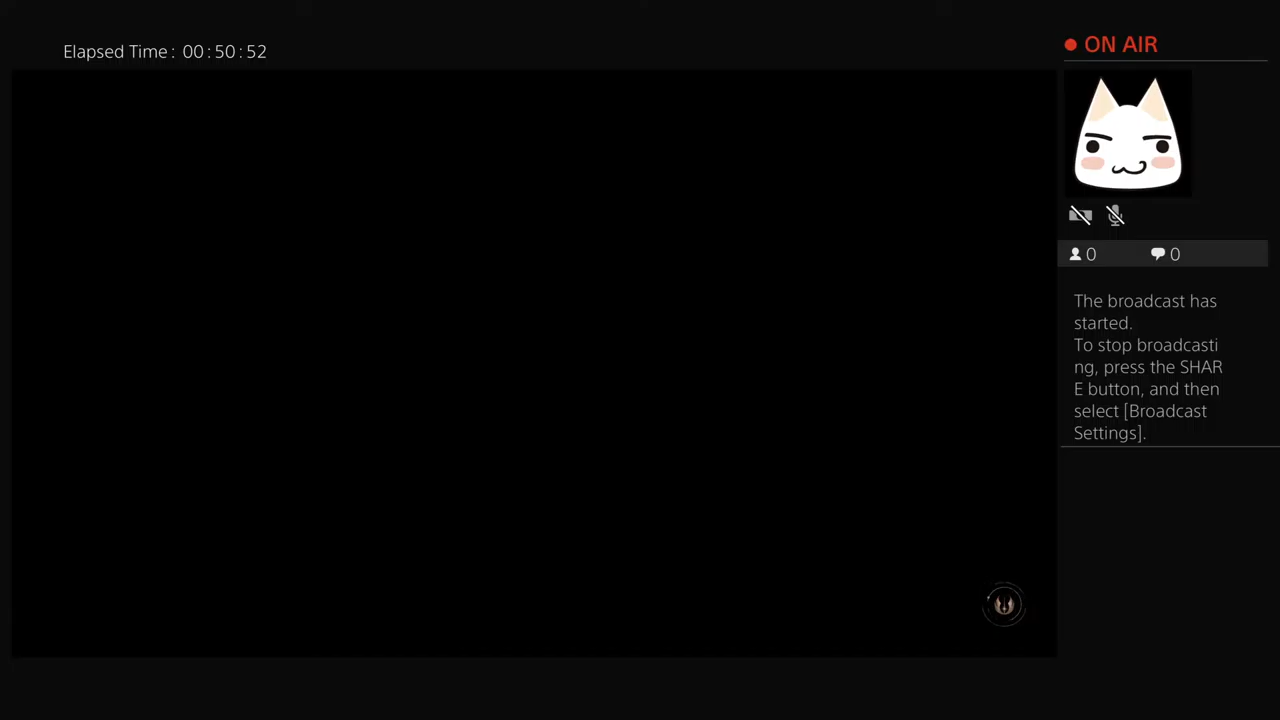 Elapsed Time: 00:50:52
ON AIR
0 0
The broadcast has
started.
To stop broadcasti
ng, press the SHAR
E button, and then
select [Broadcast
Settings].